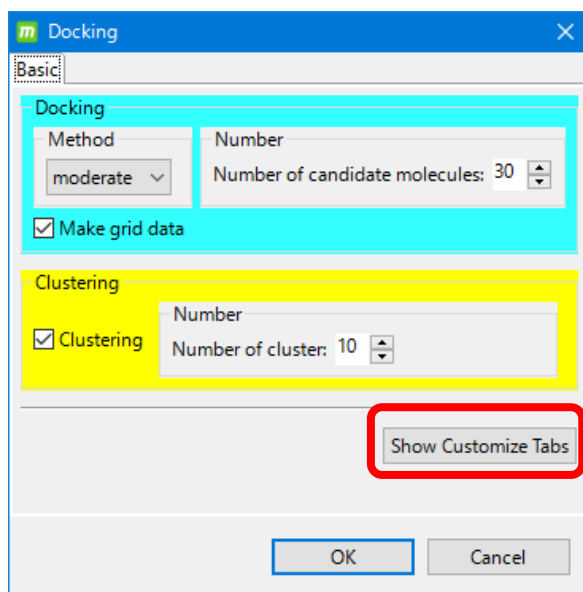 m Docking
Basic
Docking
Method
moderate
Number
Number of candidate molecules: 30
Make grid data
Clustering
Clustering
Number
Number of cluster: 10
Show Customize Tabs
OK Cancel